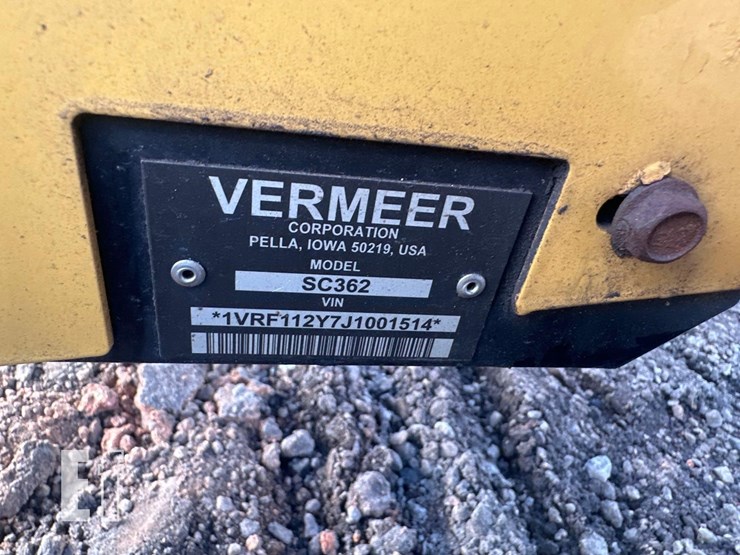 VERMEER
CORPORATION
PELLA, IOWA 50219, USA
MODEL
SC362
VIN
*1VRF112Y7J1001514*